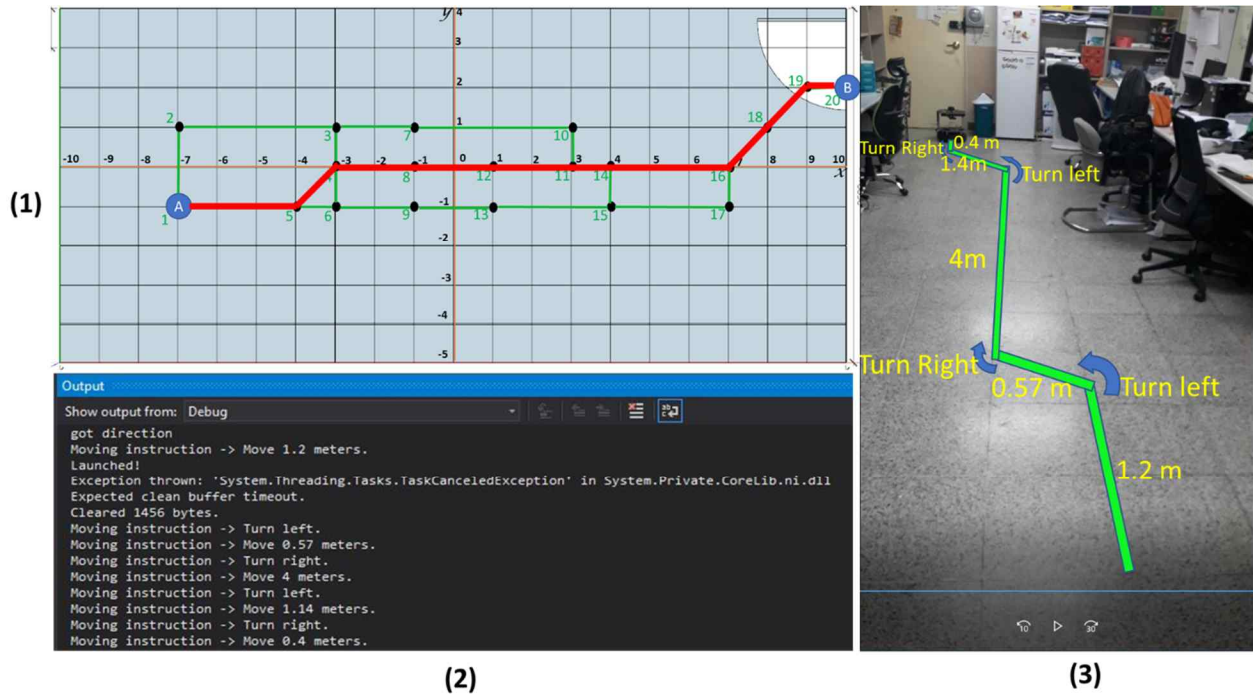 y 4
3
2
19 B
20
18
2 1
3 7 10
-10 -9 -8 -7 -6 -5 -4 -3 -2 -1 0 1 2 3 4 5 6 7 8 9 10
x
4 8 12 11 14 16
A
1 5 6 9 13 -1 15 17
-2
-3
-4
-5
(1)
Output
Show output from: Debug
got direction
Moving instruction -> Move 1.2 meters.
Launched!
Exception thrown: 'System.Threading.Tasks.TaskCanceledException' in System.Private.CoreLib.ni.dll
Expected clean buffer timeout.
Cleared 1456 bytes.
Moving instruction -> Turn left.
Moving instruction -> Move 0.57 meters.
Moving instruction -> Turn right.
Moving instruction -> Move 4 meters.
Moving instruction -> Turn left.
Moving instruction -> Move 1.14 meters.
Moving instruction -> Turn right.
Moving instruction -> Move 0.4 meters.
(2)
Turn Right 0.4 m
1.4m Turn left
4m
Turn Right
0.57 m Turn left
1.2 m
10 30
(3)